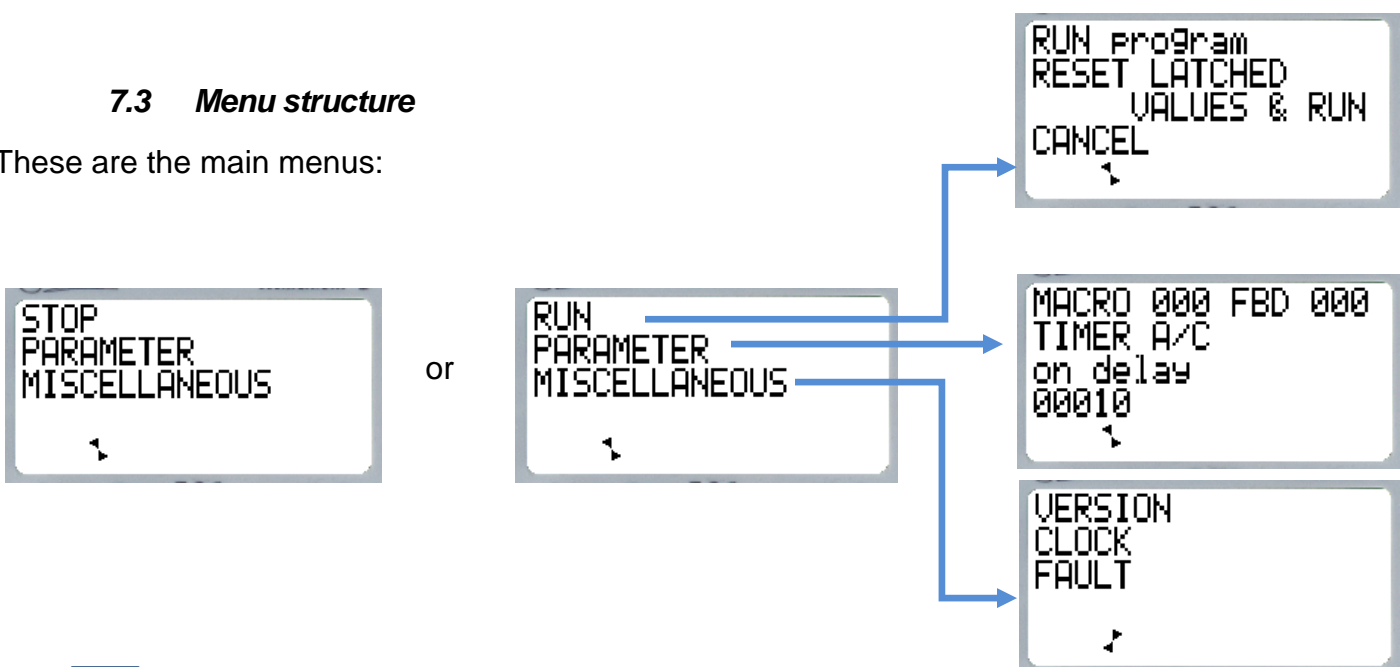 7.3 Menu structure
These are the main menus:
STOP
PARAMETER
MISCELLANEOUS
or
RUN
PARAMETER
MISCELLANEOUS
RUN program
RESET LATCHED
VALUES & RUN
CANCEL
MACRO 000 FBD 000
TIMER A/C
on delay
00010
VERSION
CLOCK
FAULT